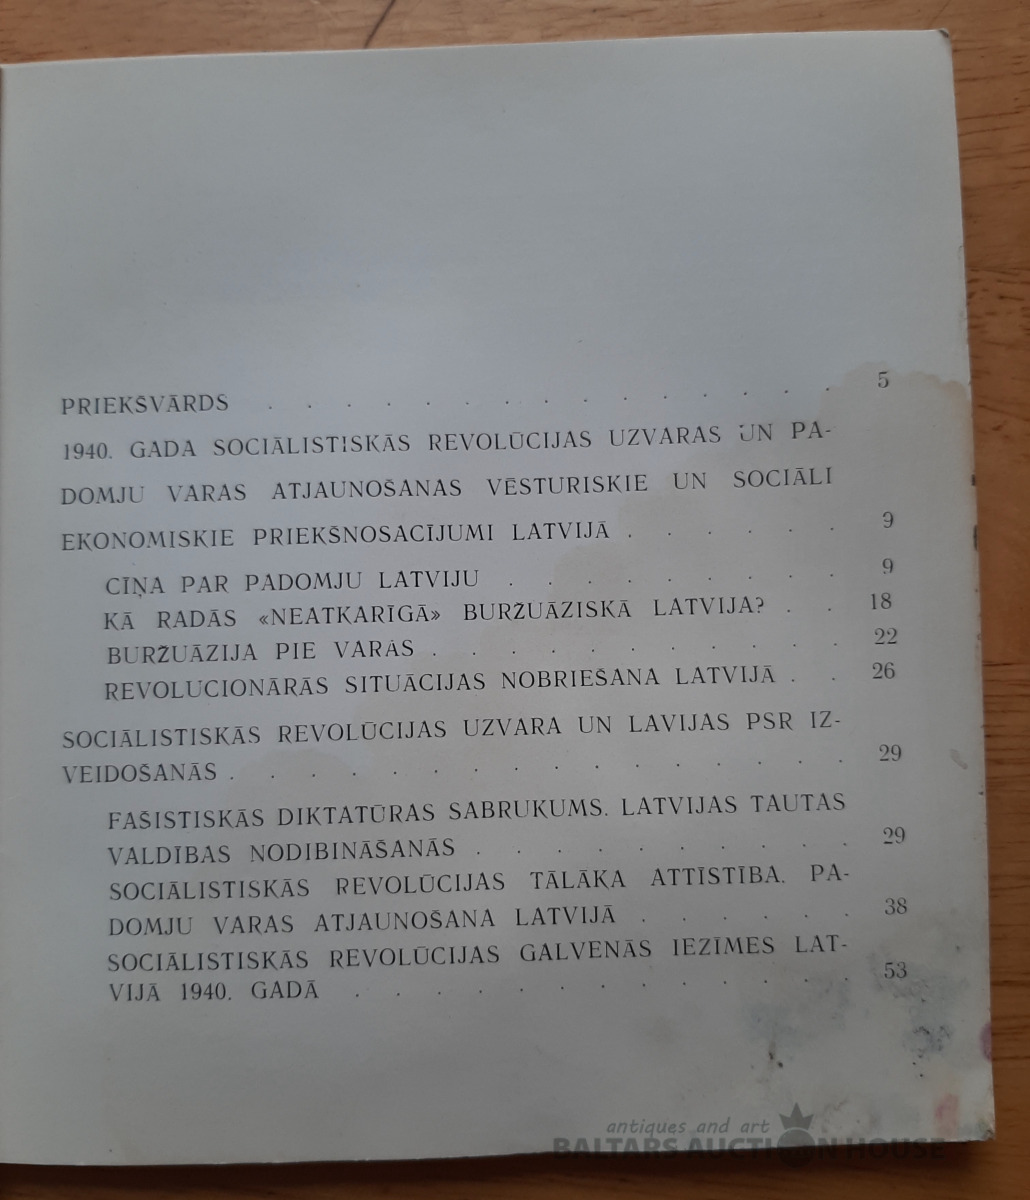 PRIEKŠVĀRDS . . . . . . . . . . . . . . . 5
1940. GADA SOCIĀLISTISKĀS REVOLŪCIJAS UZVARAS UN PA-
DOMJU VARAS ATJAUNOŠANAS VĒSTURISKIE UN SOCIĀLI
EKONOMISKIE PRIEKŠNOSACĪJUMI LATVIJĀ . . . . . . 9
CĪŅA PAR PADOMJU LATVIJU . . . . . . . . . 9
KĀ RADĀS «NEATKARĪGĀ» BURŽUĀZISKĀ LATVIJA? . . 18
BURŽUĀZIJA PIE VARAS . . . . . . . . . . . 22
REVOLUCIONĀRĀS SITUĀCIJAS NOBRIEŠANA LATVIJĀ . . 26
SOCIĀLISTISKĀS REVOLŪCIJAS UZVARA UN LAVIJAS PSR IZ-
VEIDOŠANĀS . . . . . . . . . . . . . . . . 29
FAŠISTISKĀS DIKTATŪRAS SABRUKUMS. LATVIJAS TAUTAS
VALDĪBAS NODIBINĀŠANĀS . . . . . . . . . . 29
SOCIĀLISTISKĀS REVOLŪCIJAS TĀLĀKA ATTĪSTĪBA. PA-
DOMJU VARAS ATJAUNOŠANA LATVIJĀ . . . . . . 38
SOCIĀLISTISKĀS REVOLŪCIJAS GALVENĀS IEZĪMES LAT-
VIJĀ 1940. GADĀ . . . . . . . . . . . . . 53
antiques and art
BALTARS AUCTION HOUSE